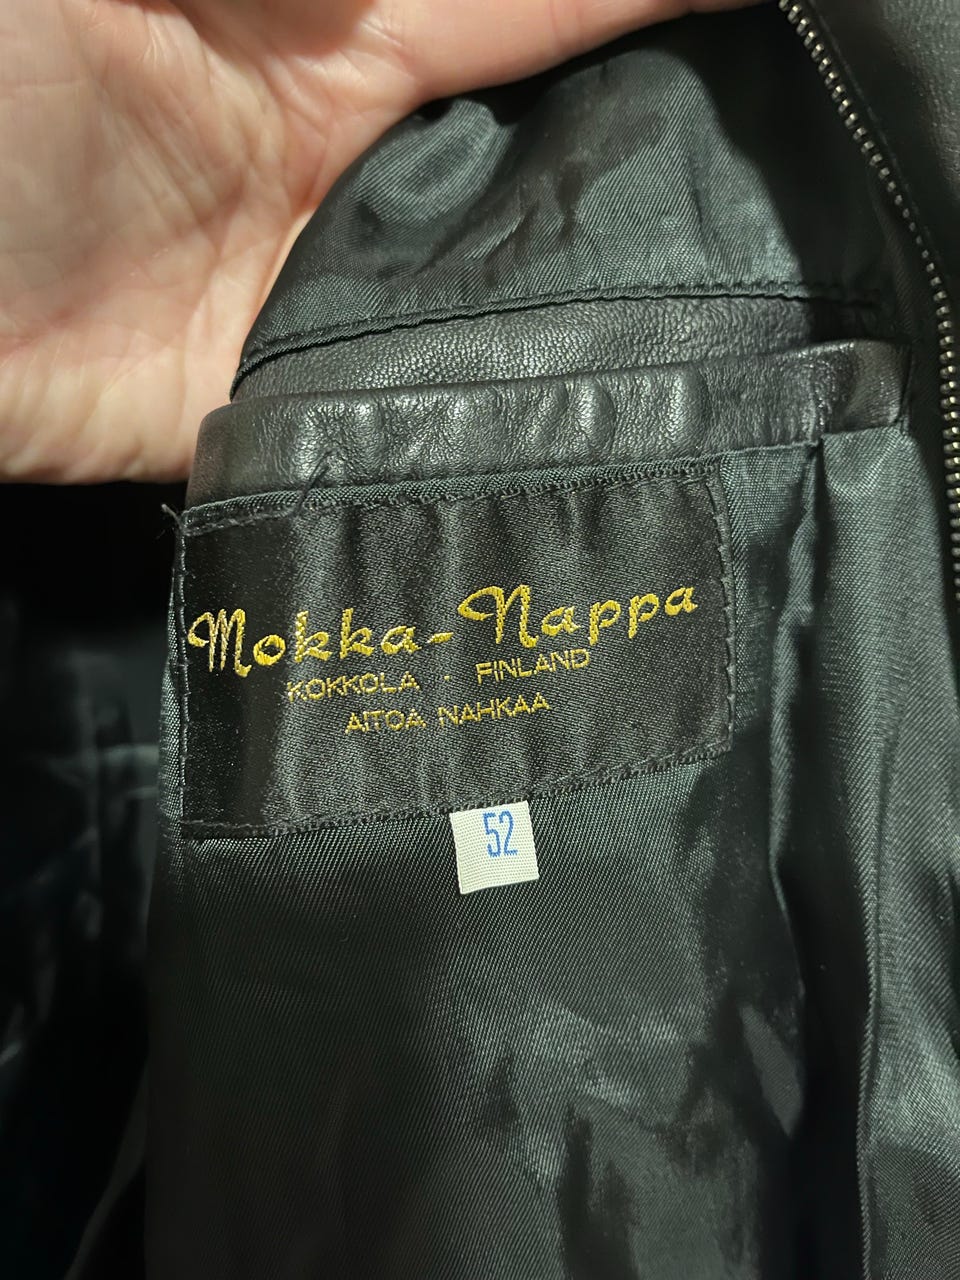 Mokka-Nappa
KOKKOLA · FINLAND
AITOA NAHKAA
52